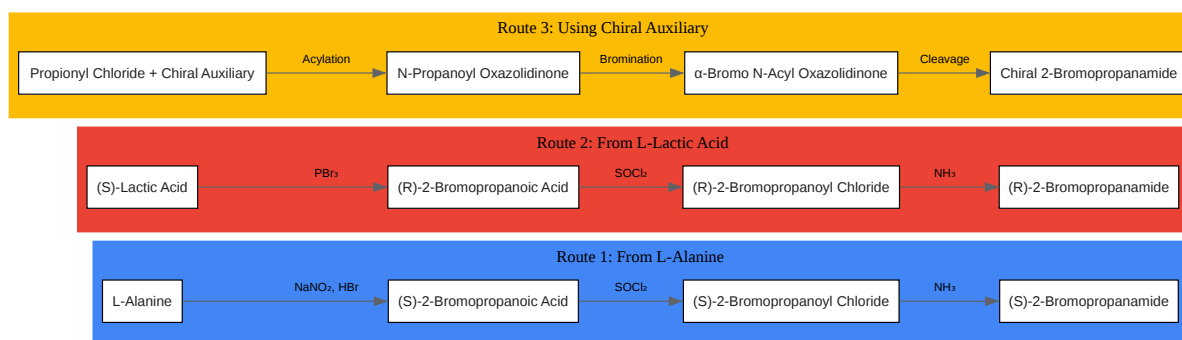 Route 3: Using Chiral Auxiliary
Propionyl Chloride + Chiral Auxiliary
Acylation
N-Propanoyl Oxazolidinone
Bromination
α-Bromo N-Acyl Oxazolidinone
Cleavage
Chiral 2-Bromopropanamide
Route 2: From L-Lactic Acid
(S)-Lactic Acid
PBr₃
(R)-2-Bromopropanoic Acid
SOCl₂
(R)-2-Bromopropanoyl Chloride
NH₃
(R)-2-Bromopropanamide
Route 1: From L-Alanine
L-Alanine
NaNO₂, HBr
(S)-2-Bromopropanoic Acid
SOCl₂
(S)-2-Bromopropanoyl Chloride
NH₃
(S)-2-Bromopropanamide